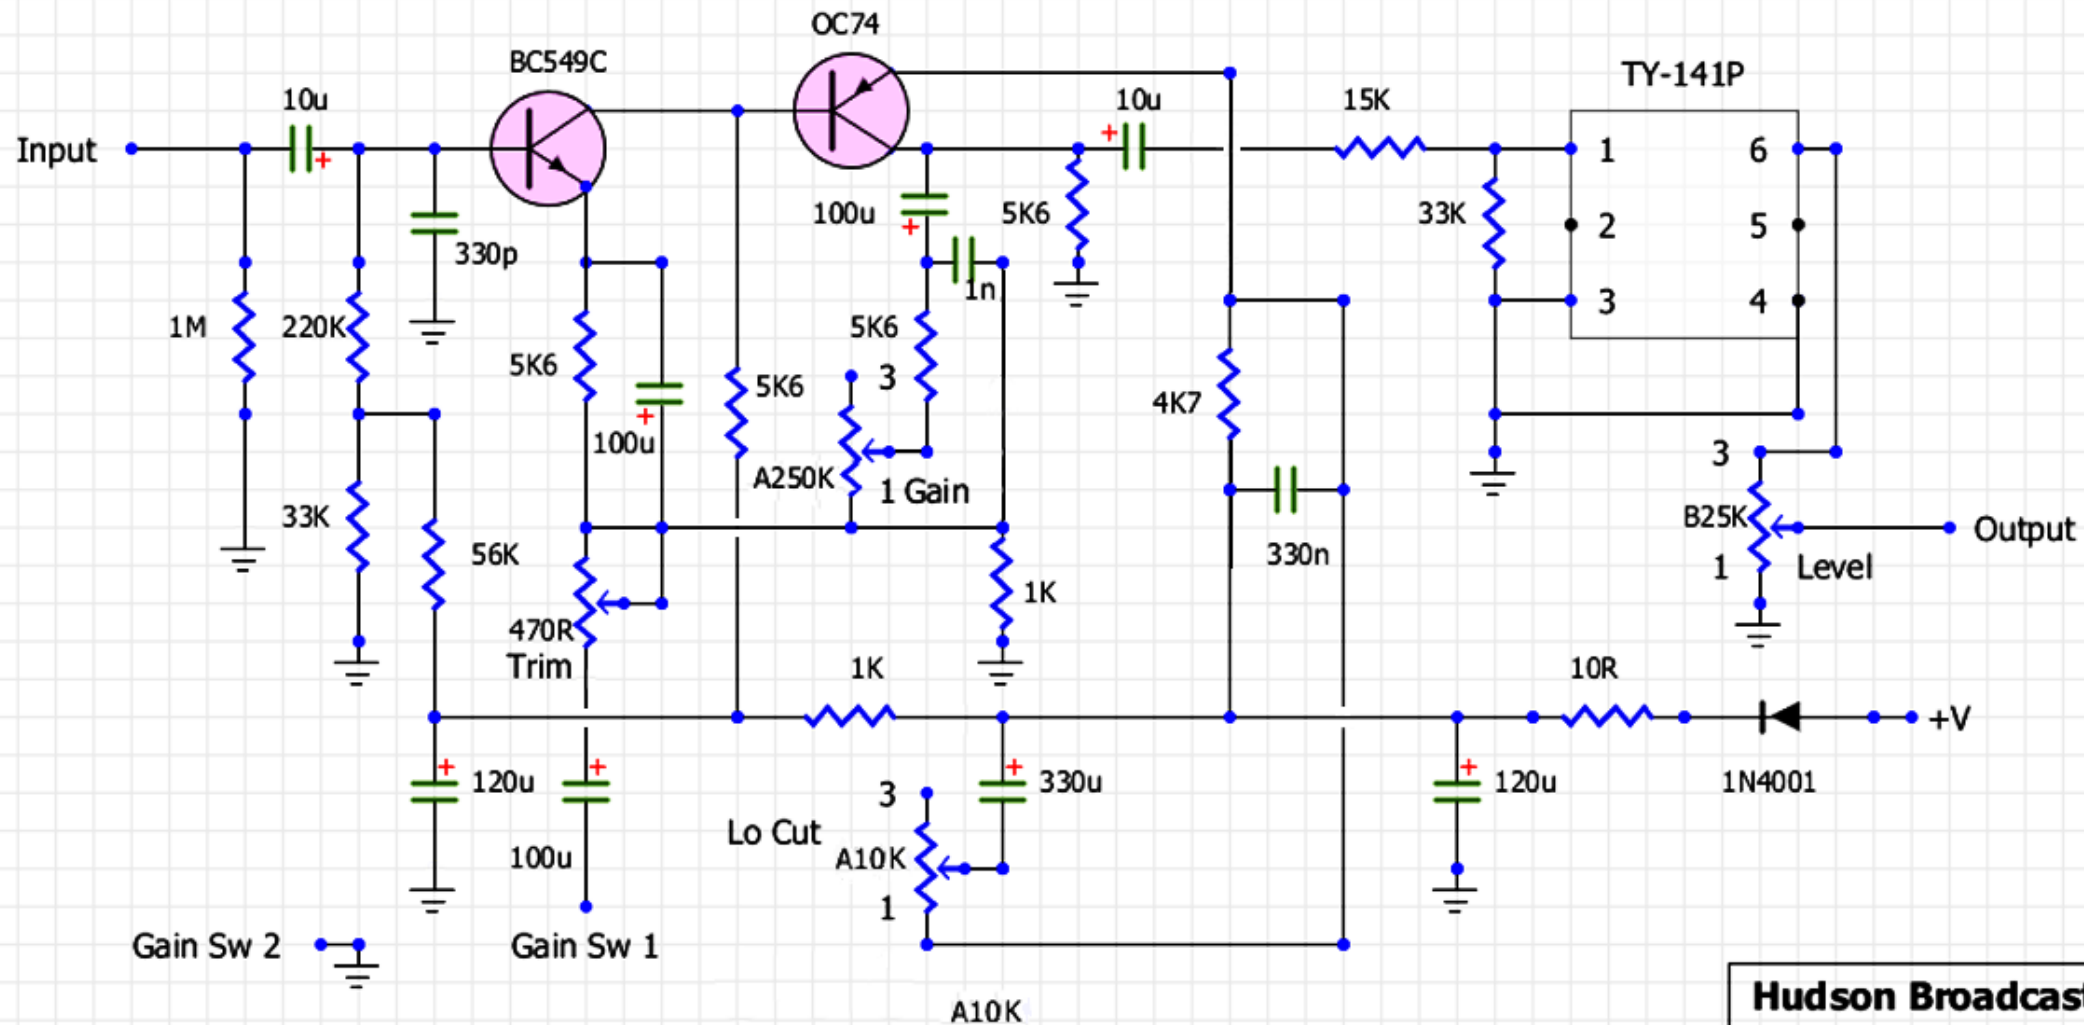 OC74
BC549C
TY-141P
10u
10u
15K
+
1
6
Input
+
100u
5K6
33K
2
5
+
330p
1n
1
3
4
1M
220K
5K6
5K6
3
5K6
4K7
+
100u
A250K
1 Gain
3
33K
56K
330n
B25K
Output
1
Level
1K
470R
Trim
1K
10R
+V
+
120u
+
+
330u
+
120u
1N4001
3
Lo Cut
A10K
100u
1
Gain Sw 2
Gain Sw 1
A10K
Hudson Broadcast